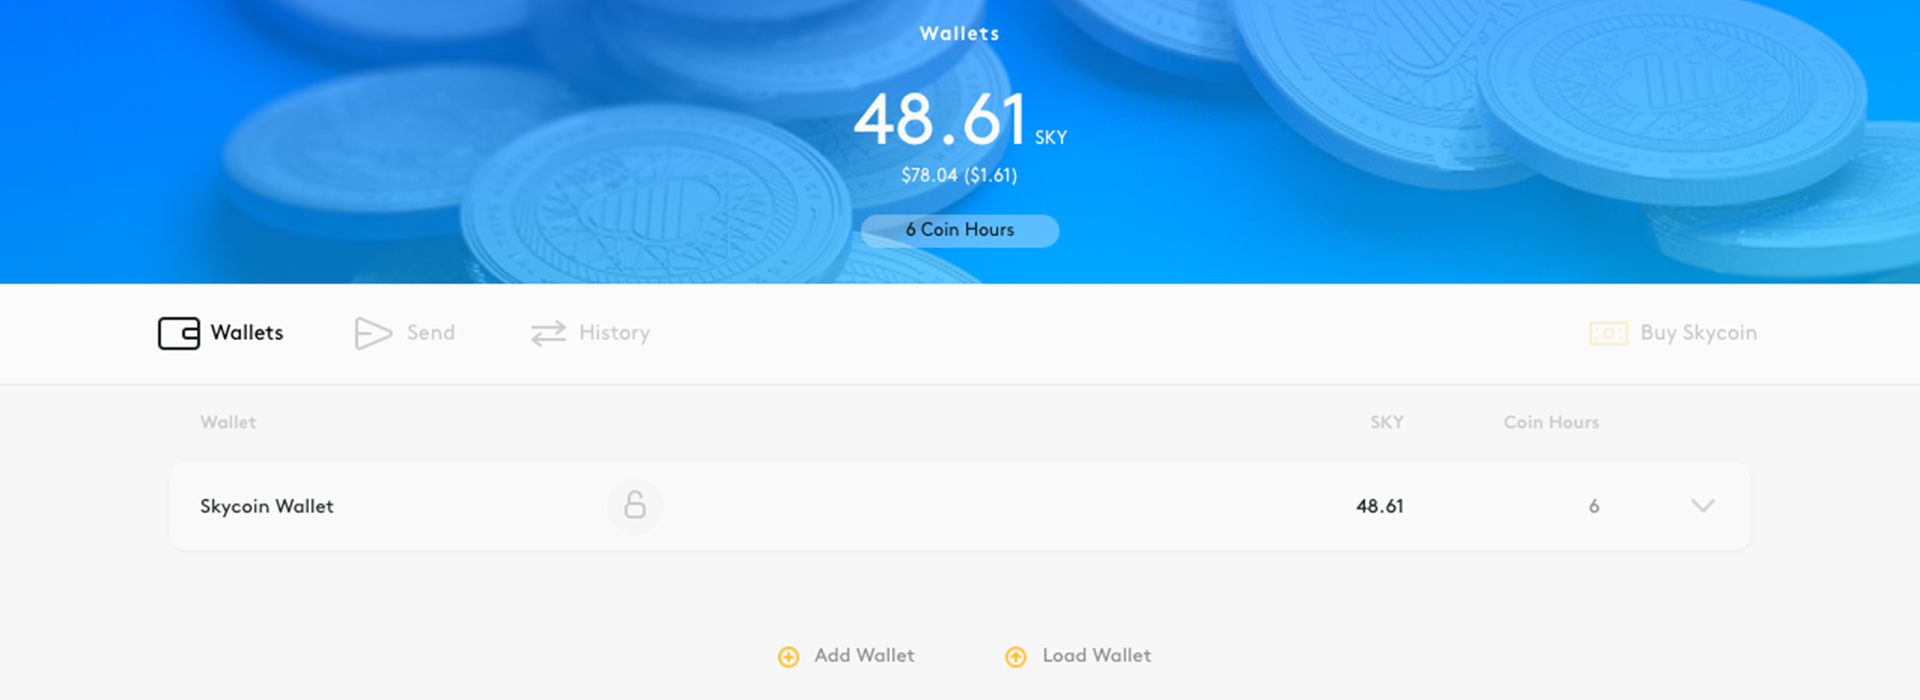 Wallets
48.61 SKY
$78.04 ($1.61)
6 Coin Hours
Wallets Send History Buy Skycoin
Wallet SKY Coin Hours
Skycoin Wallet 48.61 6
Add Wallet Load Wallet